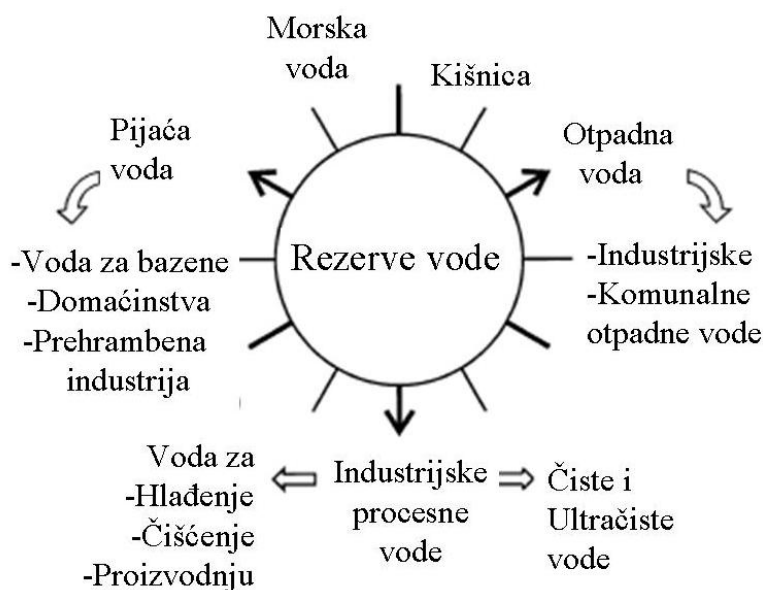 Morska
voda
Kišnica
Pijaća
voda
Otpadna
voda
Rezerve vode
-Voda za bazene
-Domaćinstva
-Prehrambena
industrija
-Industrijske
-Komunalne
otpadne vode
Voda za
-Hlađenje
-Čišćenje
-Proizvodnju
Industrijske
procesne
vode
Čiste i
Ultračiste
vode